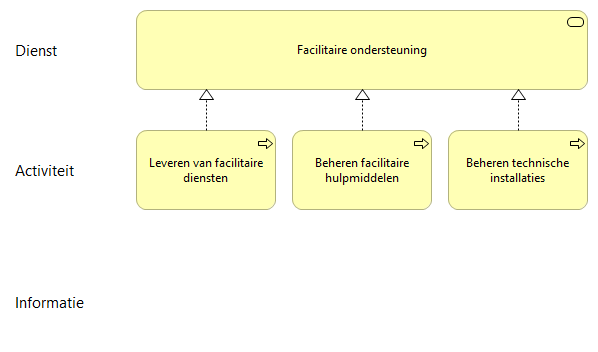 Dienst
Facilitaire ondersteuning
Activiteit
Leveren van facilitaire
diensten
Beheren facilitaire
hulpmiddelen
Beheren technische
installaties
Informatie